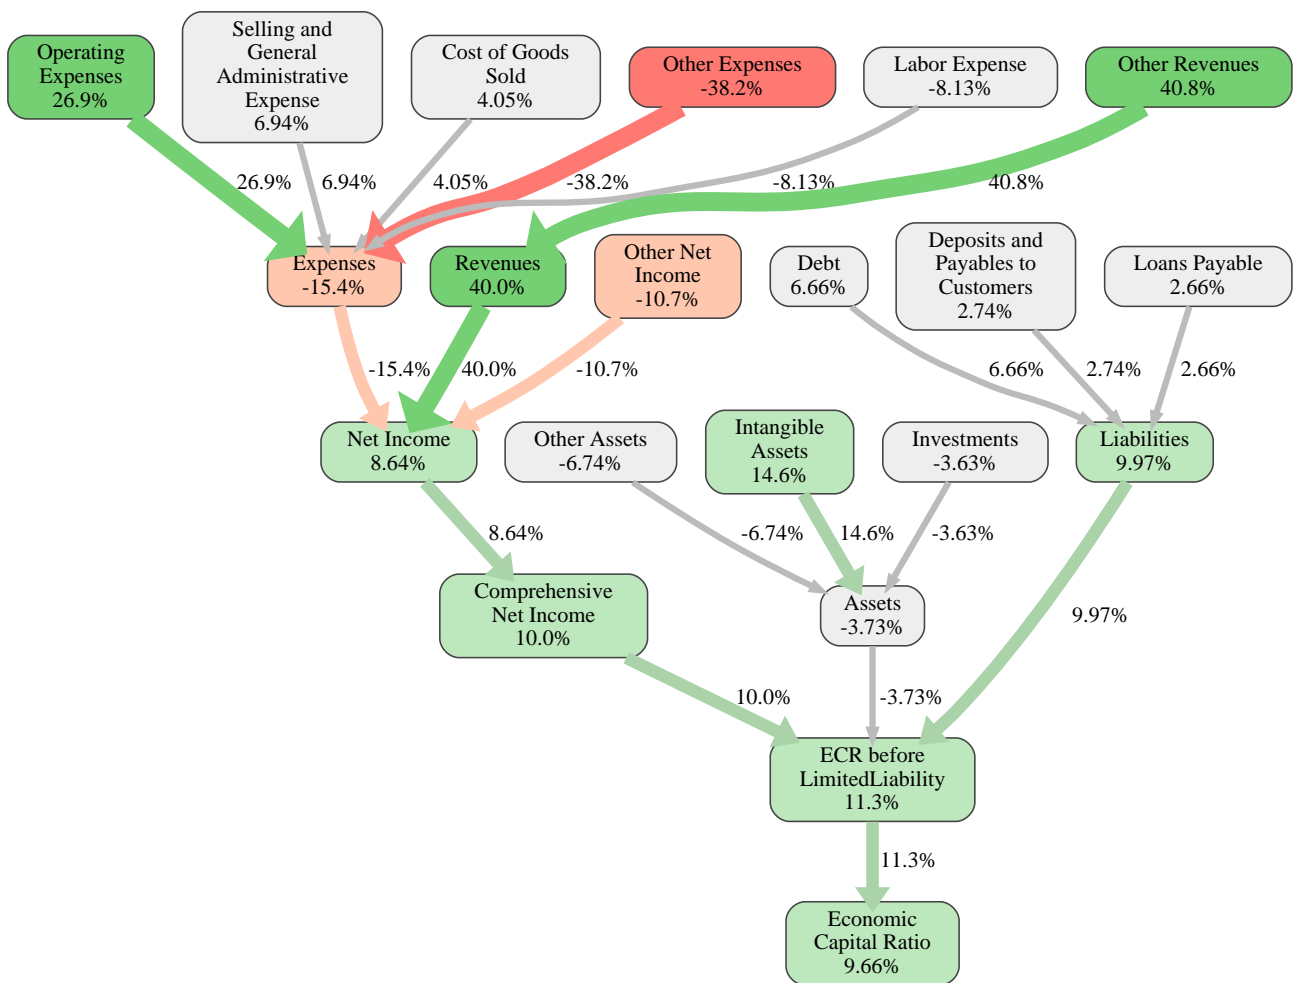 Operating
Expenses
26.9%
Selling and
General
Administrative
Expense
6.94%
Cost of Goods
Sold
4.05%
Other Expenses
-38.2%
Labor Expense
-8.13%
Other Revenues
40.8%
26.9%
6.94%
4.05%
-38.2%
-8.13%
40.8%
Expenses
-15.4%
Revenues
40.0%
Other Net
Income
-10.7%
Debt
6.66%
Deposits and
Payables to
Customers
2.74%
Loans Payable
2.66%
-15.4%
40.0%
-10.7%
6.66%
2.74%
2.66%
Net Income
8.64%
Other Assets
-6.74%
Intangible
Assets
14.6%
Investments
-3.63%
Liabilities
9.97%
8.64%
-6.74%
14.6%
-3.63%
Comprehensive
Net Income
10.0%
Assets
-3.73%
9.97%
10.0%
-3.73%
ECR before
LimitedLiability
11.3%
11.3%
Economic
Capital Ratio
9.66%